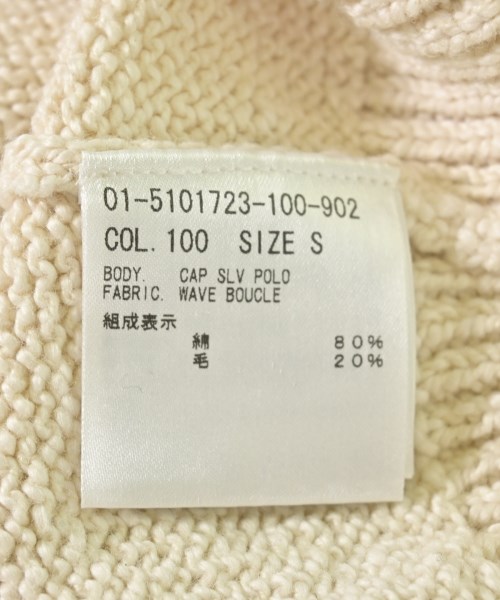 01-5101723-100-902
COL. 100 SIZE S
BODY. CAP SLV POLO
FABRIC. WAVE BOUCLE
組成表示
綿 80%
毛 20%